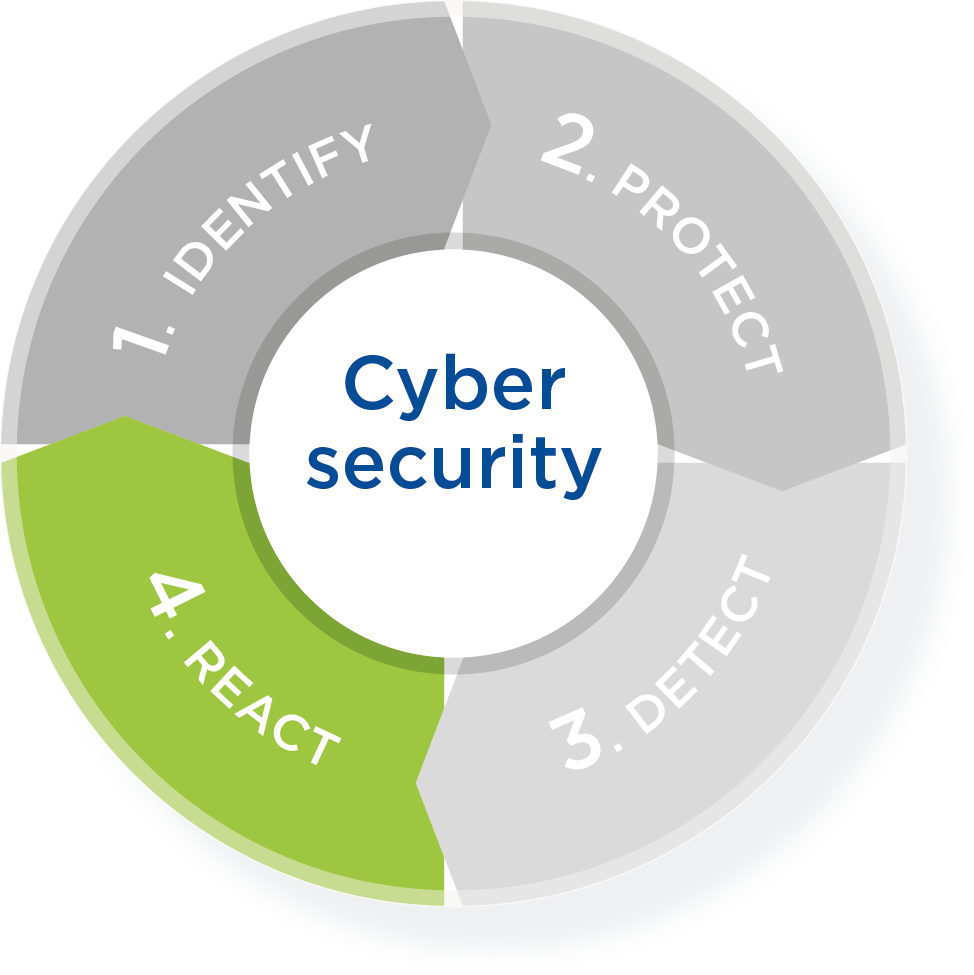 Cyber
security
1. IDENTIFY
2. PROTECT
3. DETECT
4. REACT